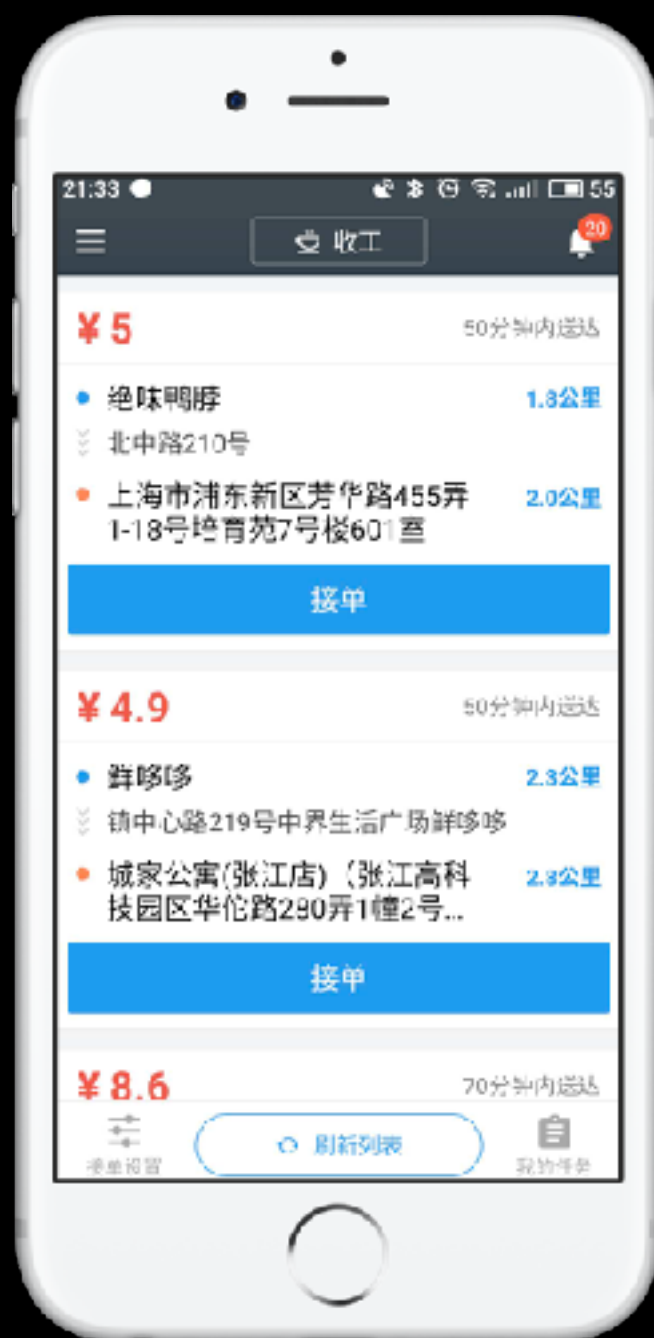 21:33
55
收工
20
¥ 5
50分钟内送达
绝味鸭脖
1.8公里
北中路210号
上海市浦东新区芳华路455弄
2.0公里
1-18号培育苑7号楼601室
接单
¥ 4.9
50分钟内送达
鲜哆哆
2.3公里
镇中心路219号中界生活广场鲜哆哆
城家公寓(张江店)（张江高科
2.8公里
技园区华佗路280弄1幢2号...
接单
¥ 8.6
70分钟内送达
接单设置
刷新列表
我的任务